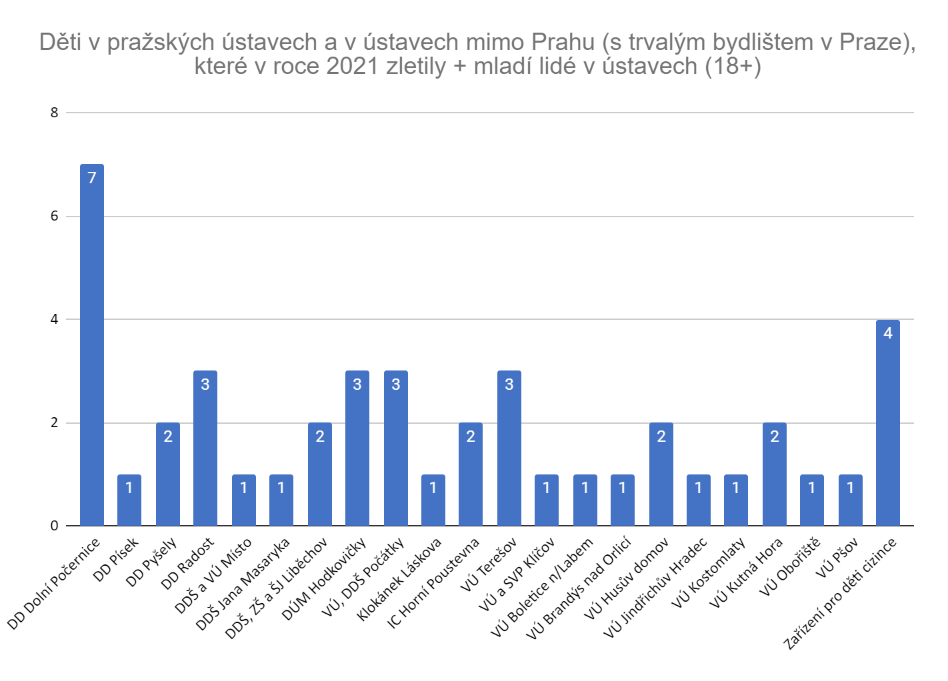 Děti v pražských ústavech a v ústavech mimo Prahu (s trvalým bydlištem v Praze),
které v roce 2021 zletily + mladí lidé v ústavech (18+)
8
6
4
2
0
7
1
2
3
1
1
2
3
3
1
2
3
1
1
1
2
1
1
2
1
1
4
DD Dolní Počernice
DD Písek
DD Pyšely
DD Radost
DDŠ a VÚ Místo
DDŠ Jana Masaryka
DDŠ, ZŠ a ŠJ Liběchov
DÚM Hodkovičky
VÚ, DDŠ Počátky
Klokánek Láskova
IC Horní Poustevna
VÚ Terešov
VÚ a SVP Klíčov
VÚ Boletice n/Labem
VÚ Brandýs nad Orlicí
VÚ Husův domov
VÚ Jindřichův Hradec
VÚ Kostomlaty
VÚ Kutná Hora
VÚ Obořiště
VÚ Pšov
Zařízení pro děti cizince